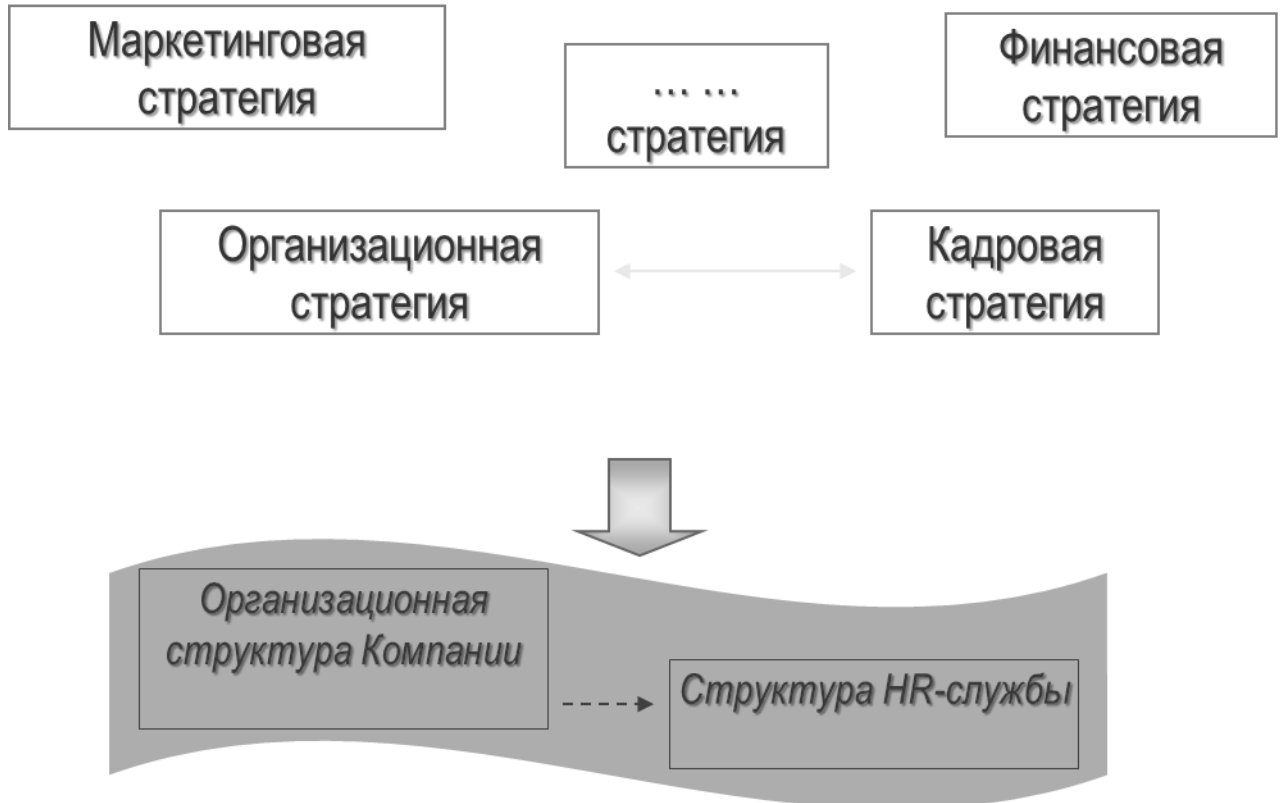 Маркетинговая
стратегия
... ...
стратегия
Финансовая
стратегия
Организационная
стратегия
Кадровая
стратегия
Организационная
структура Компании
Структура HR-службы